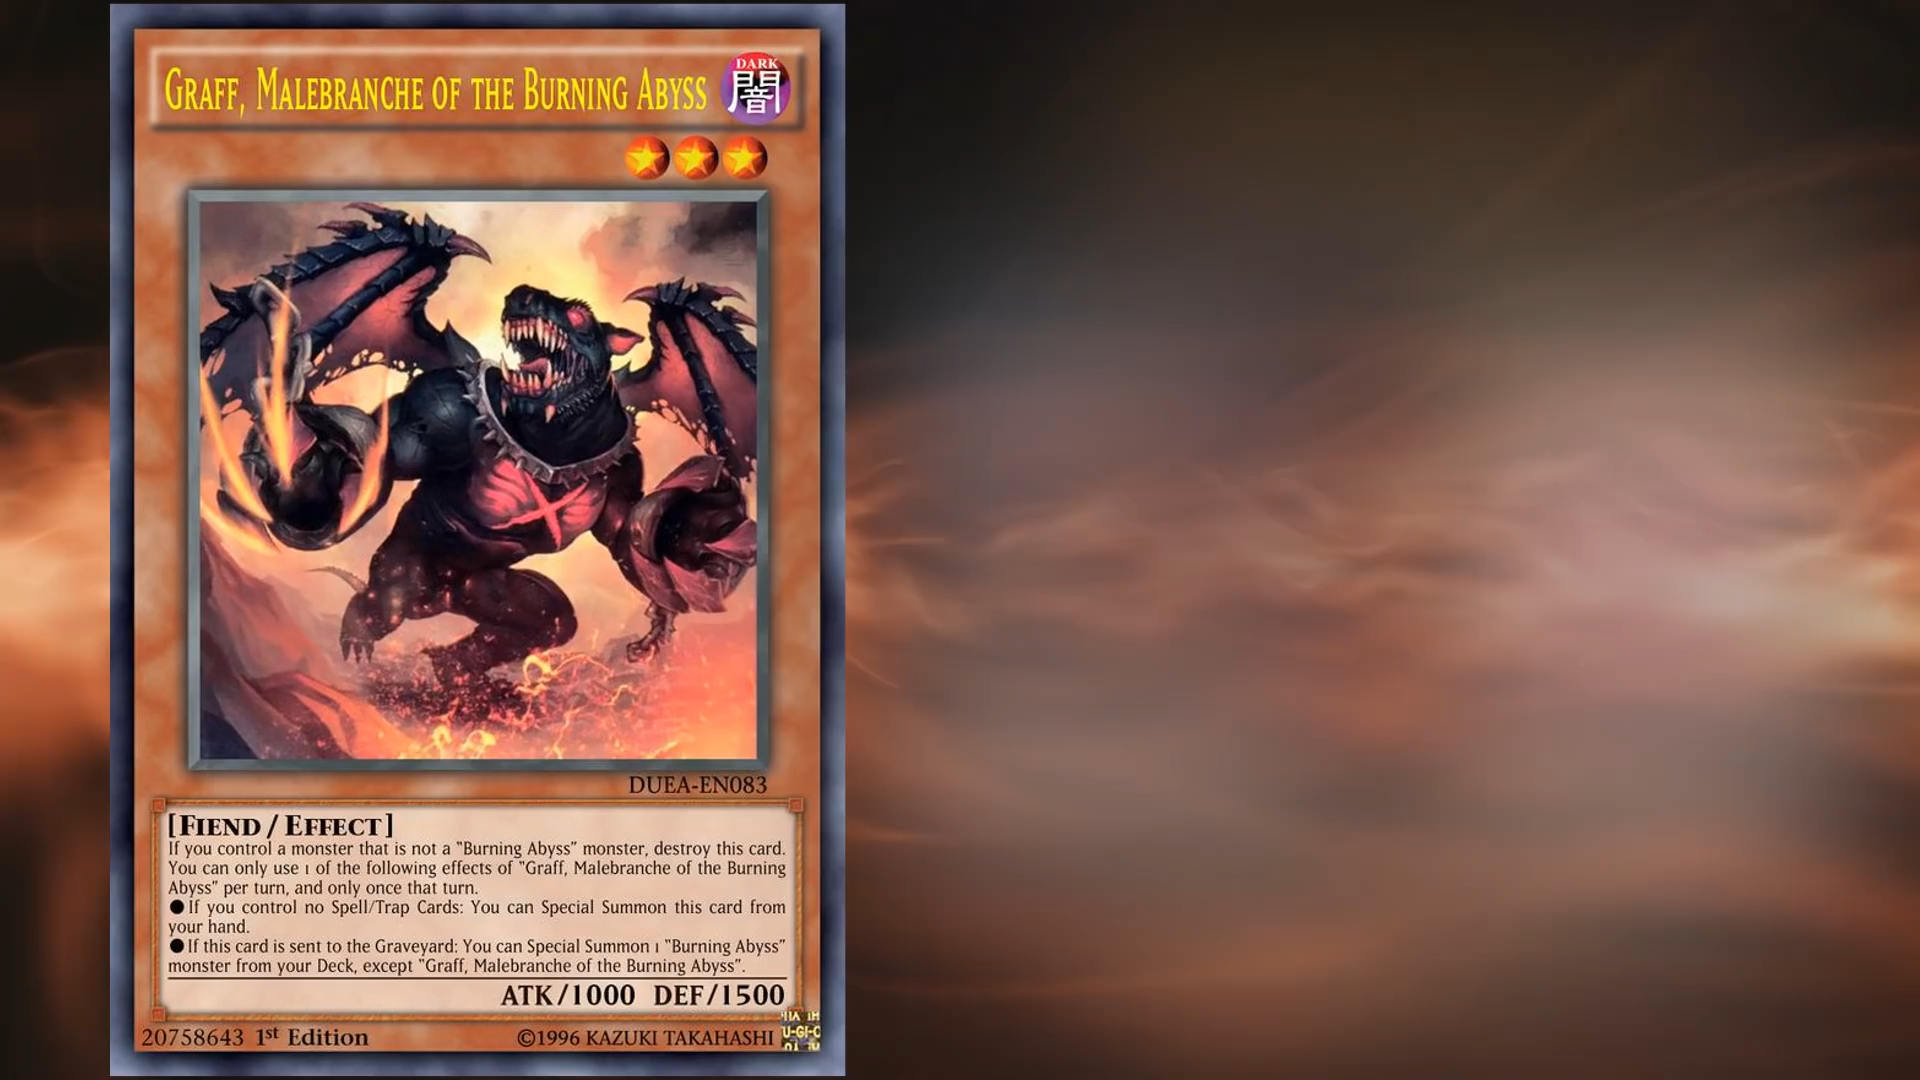 Graff, Malebranche of the Burning Abyss
DARK
闇
DUEA-EN083
[Fiend / Effect]
If you control a monster that is not a "Burning Abyss" monster, destroy this card.
You can only use 1 of the following effects of "Graff, Malebranche of the Burning
Abyss" per turn, and only once that turn.
●If you control no Spell/Trap Cards: You can Special Summon this card from
your hand.
●If this card is sent to the Graveyard: You can Special Summon 1 "Burning Abyss"
monster from your Deck, except "Graff, Malebranche of the Burning Abyss".
ATK/1000 DEF/1500
20758643 1st Edition ©1996 KAZUKI TAKAHASHI